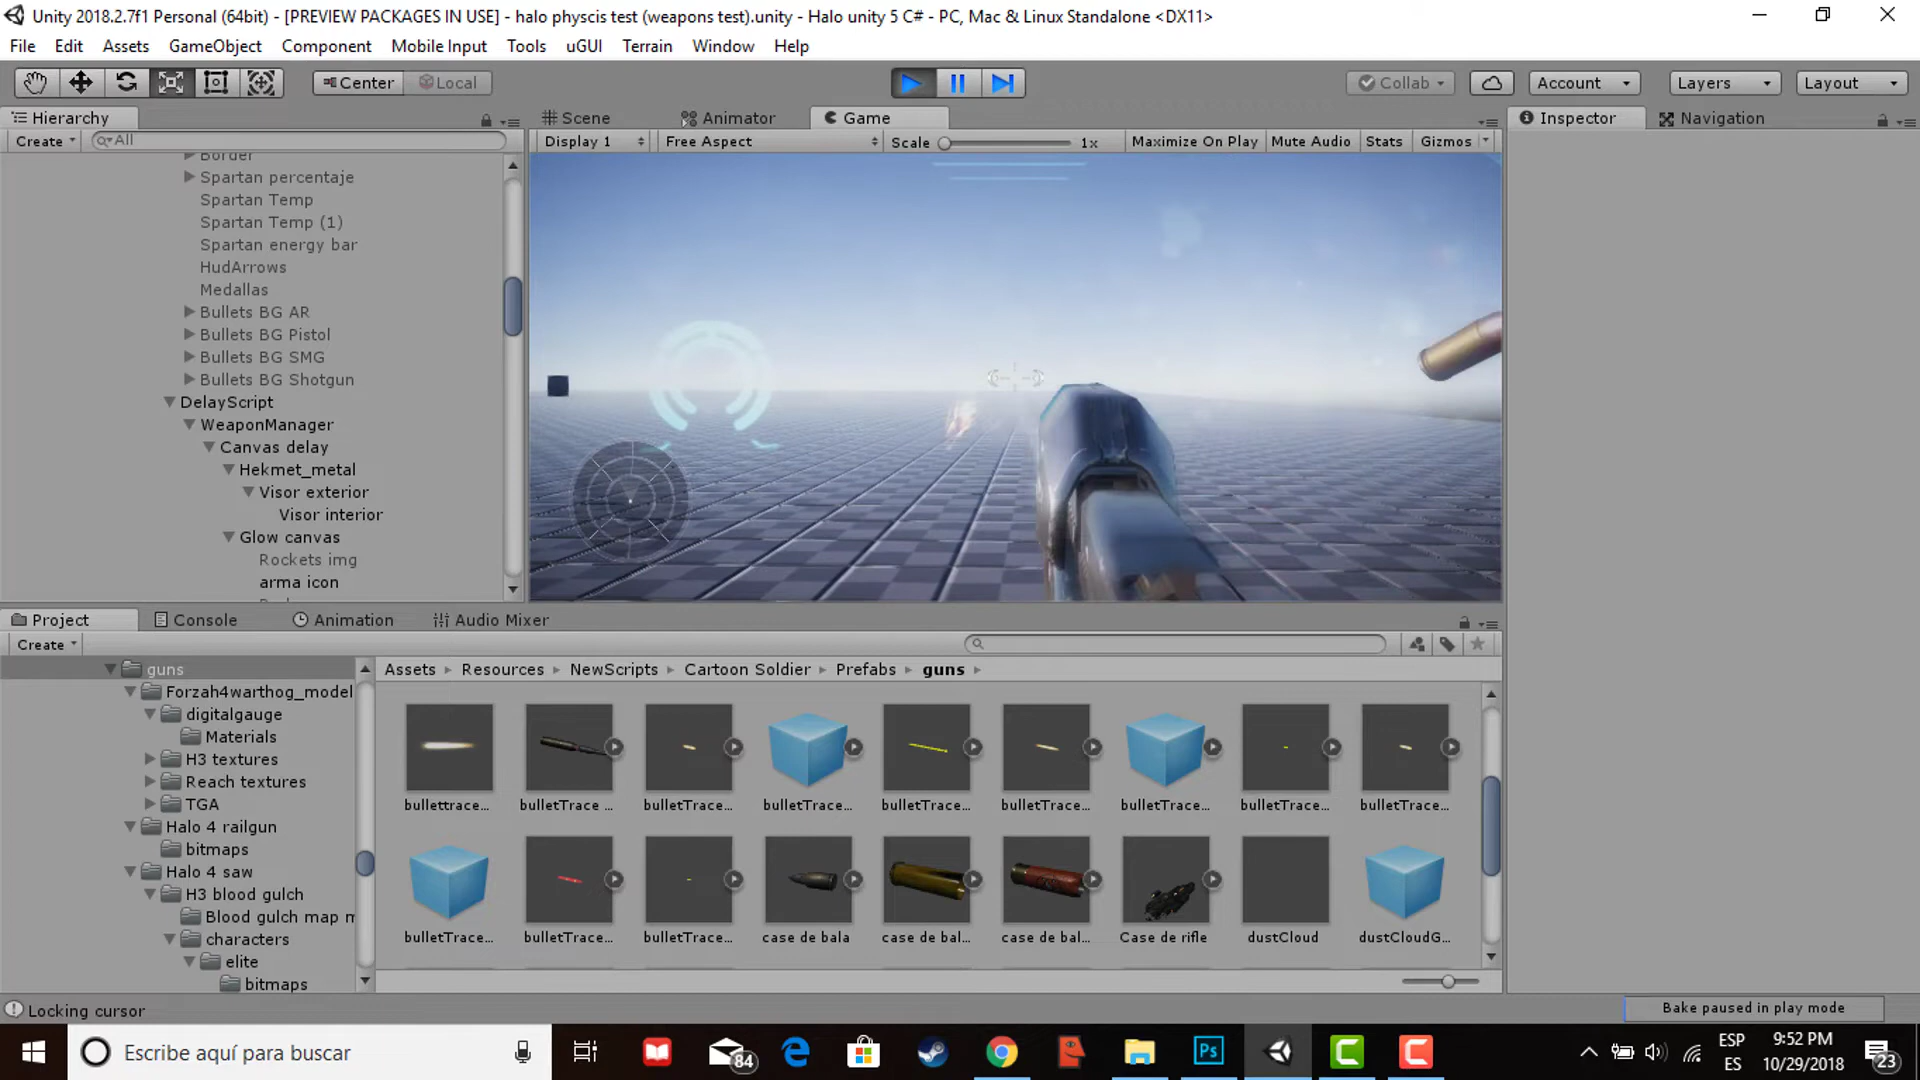 Unity 2018.2.7f1 Personal (64bit) - [PREVIEW PACKAGES IN USE] - halo physcis test (weapons test).unity - Halo unity 5 C# - PC, Mac & Linux Standalone <DX11>
File Edit Assets GameObject Component Mobile Input Tools uGUI Terrain Window Help
Center Local Collab Account Layers Layout
Hierarchy Scene Animator Game Inspector Navigation
Create All Display 1 Free Aspect Scale 1x Maximize On Play Mute Audio Stats Gizmos
Border
Spartan percentaje
Spartan Temp
Spartan Temp (1)
Spartan energy bar
HudArrows
Medallas
Bullets BG AR
Bullets BG Pistol
Bullets BG SMG
Bullets BG Shotgun
DelayScript
WeaponManager
Canvas delay
Hekmet_metal
Visor exterior
Visor interior
Glow canvas
Rockets img
arma icon
Project Console Animation Audio Mixer
Create
guns
Forzah4warthog_model
digitalgauge
Materials
H3 textures
Reach textures
TGA
Halo 4 railgun
bitmaps
Halo 4 saw
H3 blood gulch
Blood gulch map m
characters
elite
bitmaps
Assets Resources NewScripts Cartoon Soldier Prefabs guns
bullettrace... bulletTrace ... bulletTrace... bulletTrace... bulletTrace... bulletTrace... bulletTrace... bulletTrace... bulletTrace...
bulletTrace... bulletTrace... bulletTrace... case de bala case de bal... case de bal... Case de rifle dustCloud dustCloudG...
Locking cursor
Bake paused in play mode
Escribe aquí para buscar
84
Ps
ESP
ES
9:52 PM
10/29/2018
23